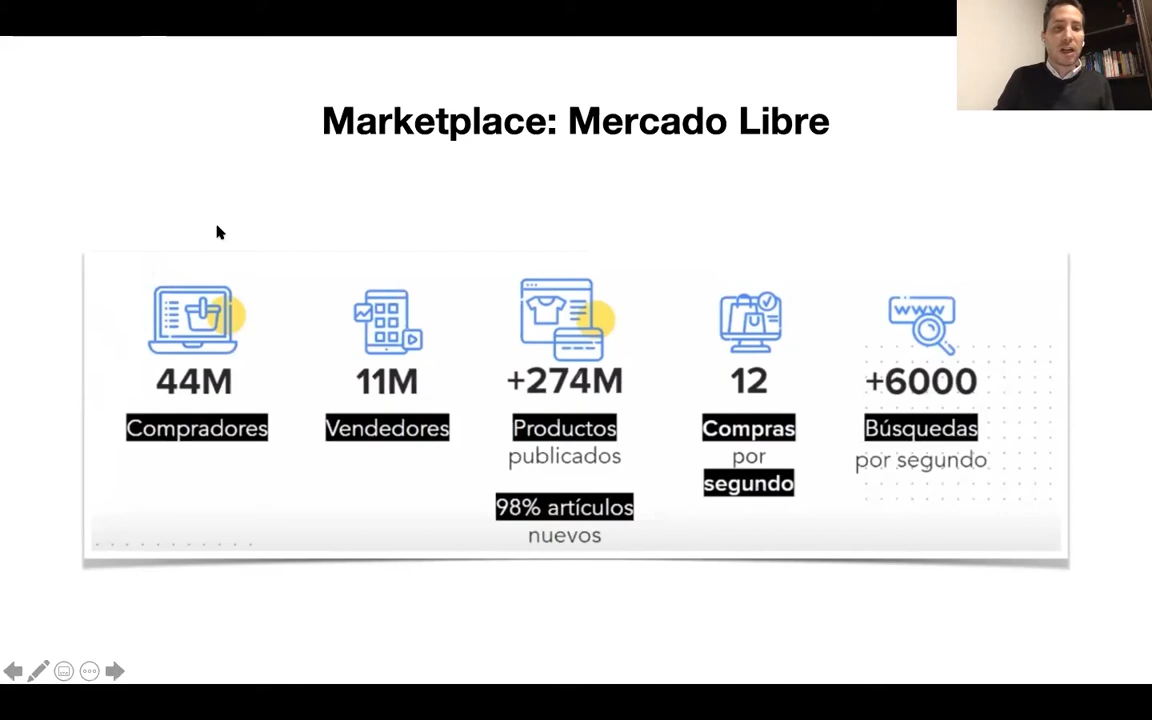 Marketplace: Mercado Libre
44M
Compradores
11M
Vendedores
+274M
Productos
publicados
98% artículos
nuevos
12
Compras
por
segundo
www
+6000
Búsquedas
por segundo